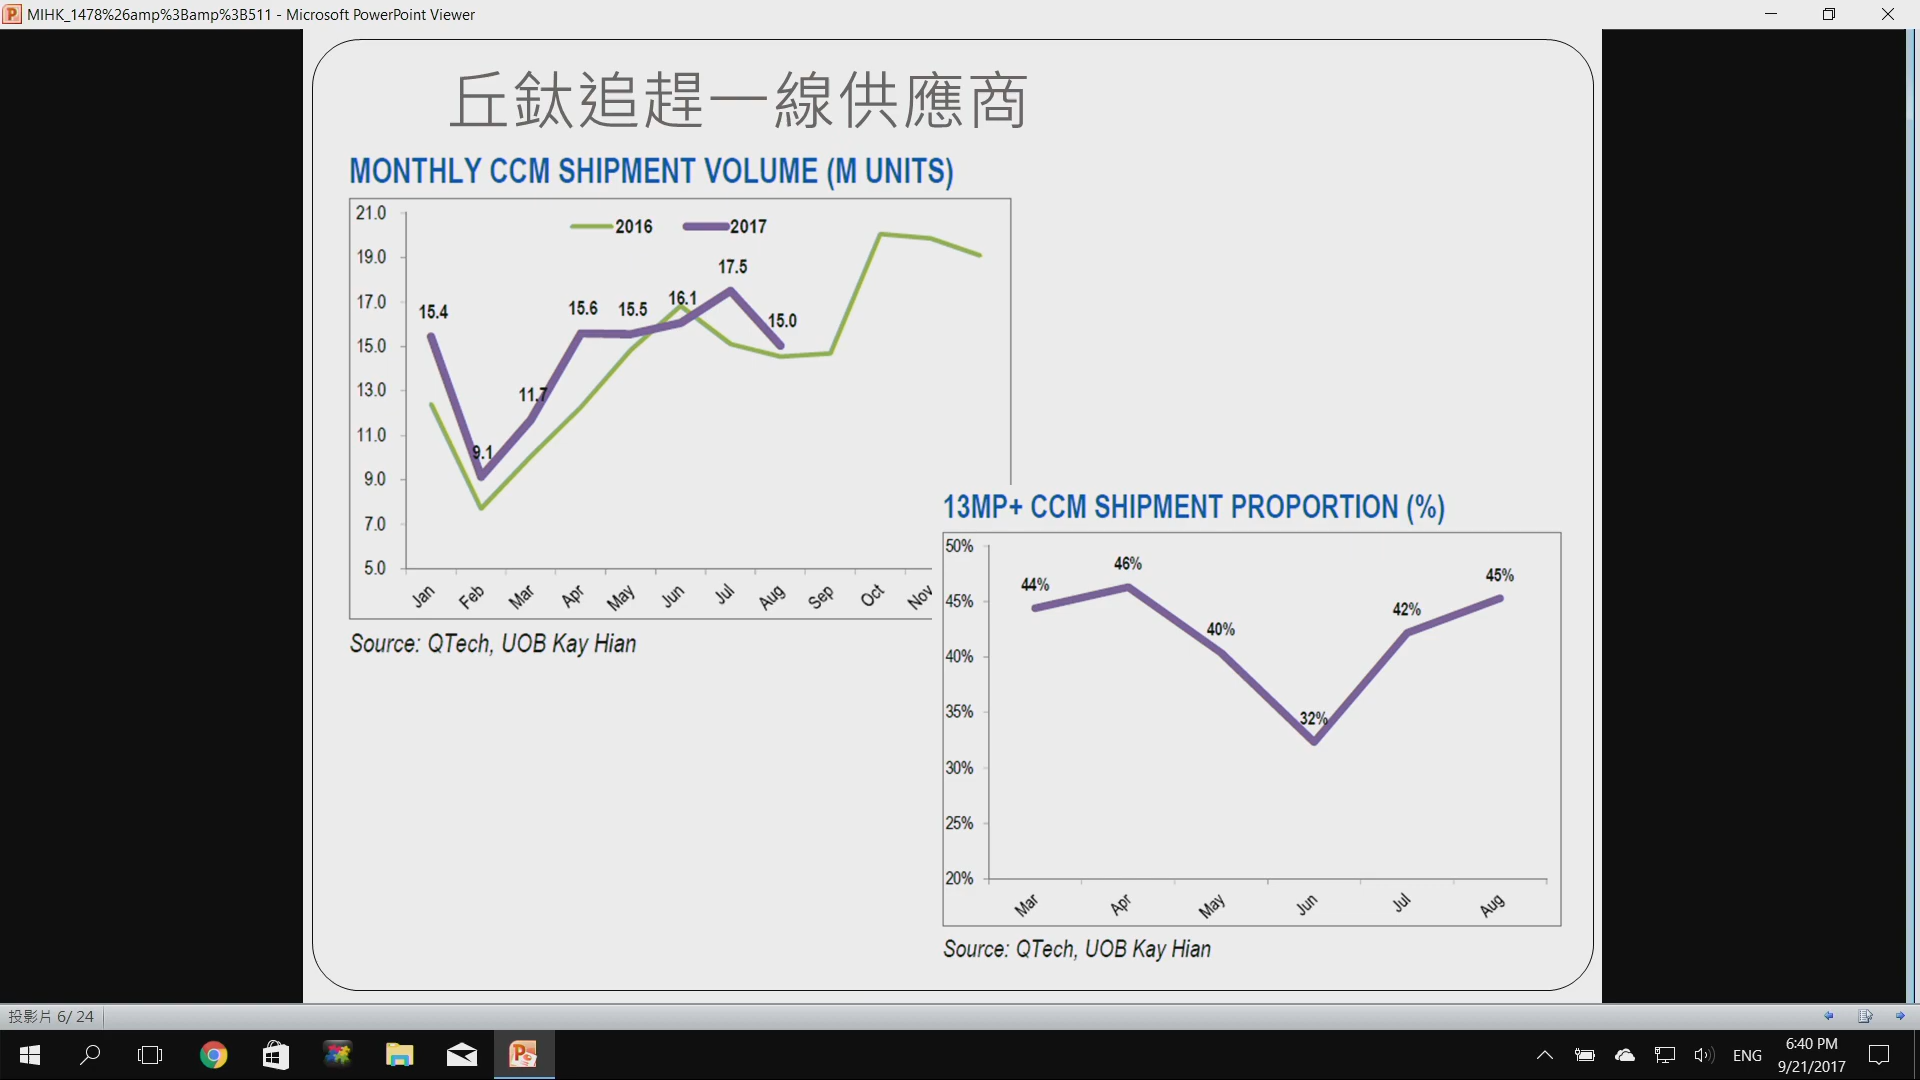 MIHK_1478%26amp%3Bamp%3B511 - Microsoft PowerPoint Viewer
丘鈦追趕一線供應商
MONTHLY CCM SHIPMENT VOLUME (M UNITS)
2016 2017
21.0
19.0
17.0
15.0
13.0
11.0
9.0
7.0
5.0
15.4
9.1
11.7
15.6
15.5
16.1
17.5
15.0
Jan Feb Mar Apr May Jun Jul Aug Sep Oct Nov
Source: QTech, UOB Kay Hian
13MP+ CCM SHIPMENT PROPORTION (%)
50%
45%
40%
35%
30%
25%
20%
44%
46%
40%
32%
42%
45%
Mar Apr May Jun Jul Aug
Source: QTech, UOB Kay Hian
投影片 6/ 24
ENG
6:40 PM
9/21/2017